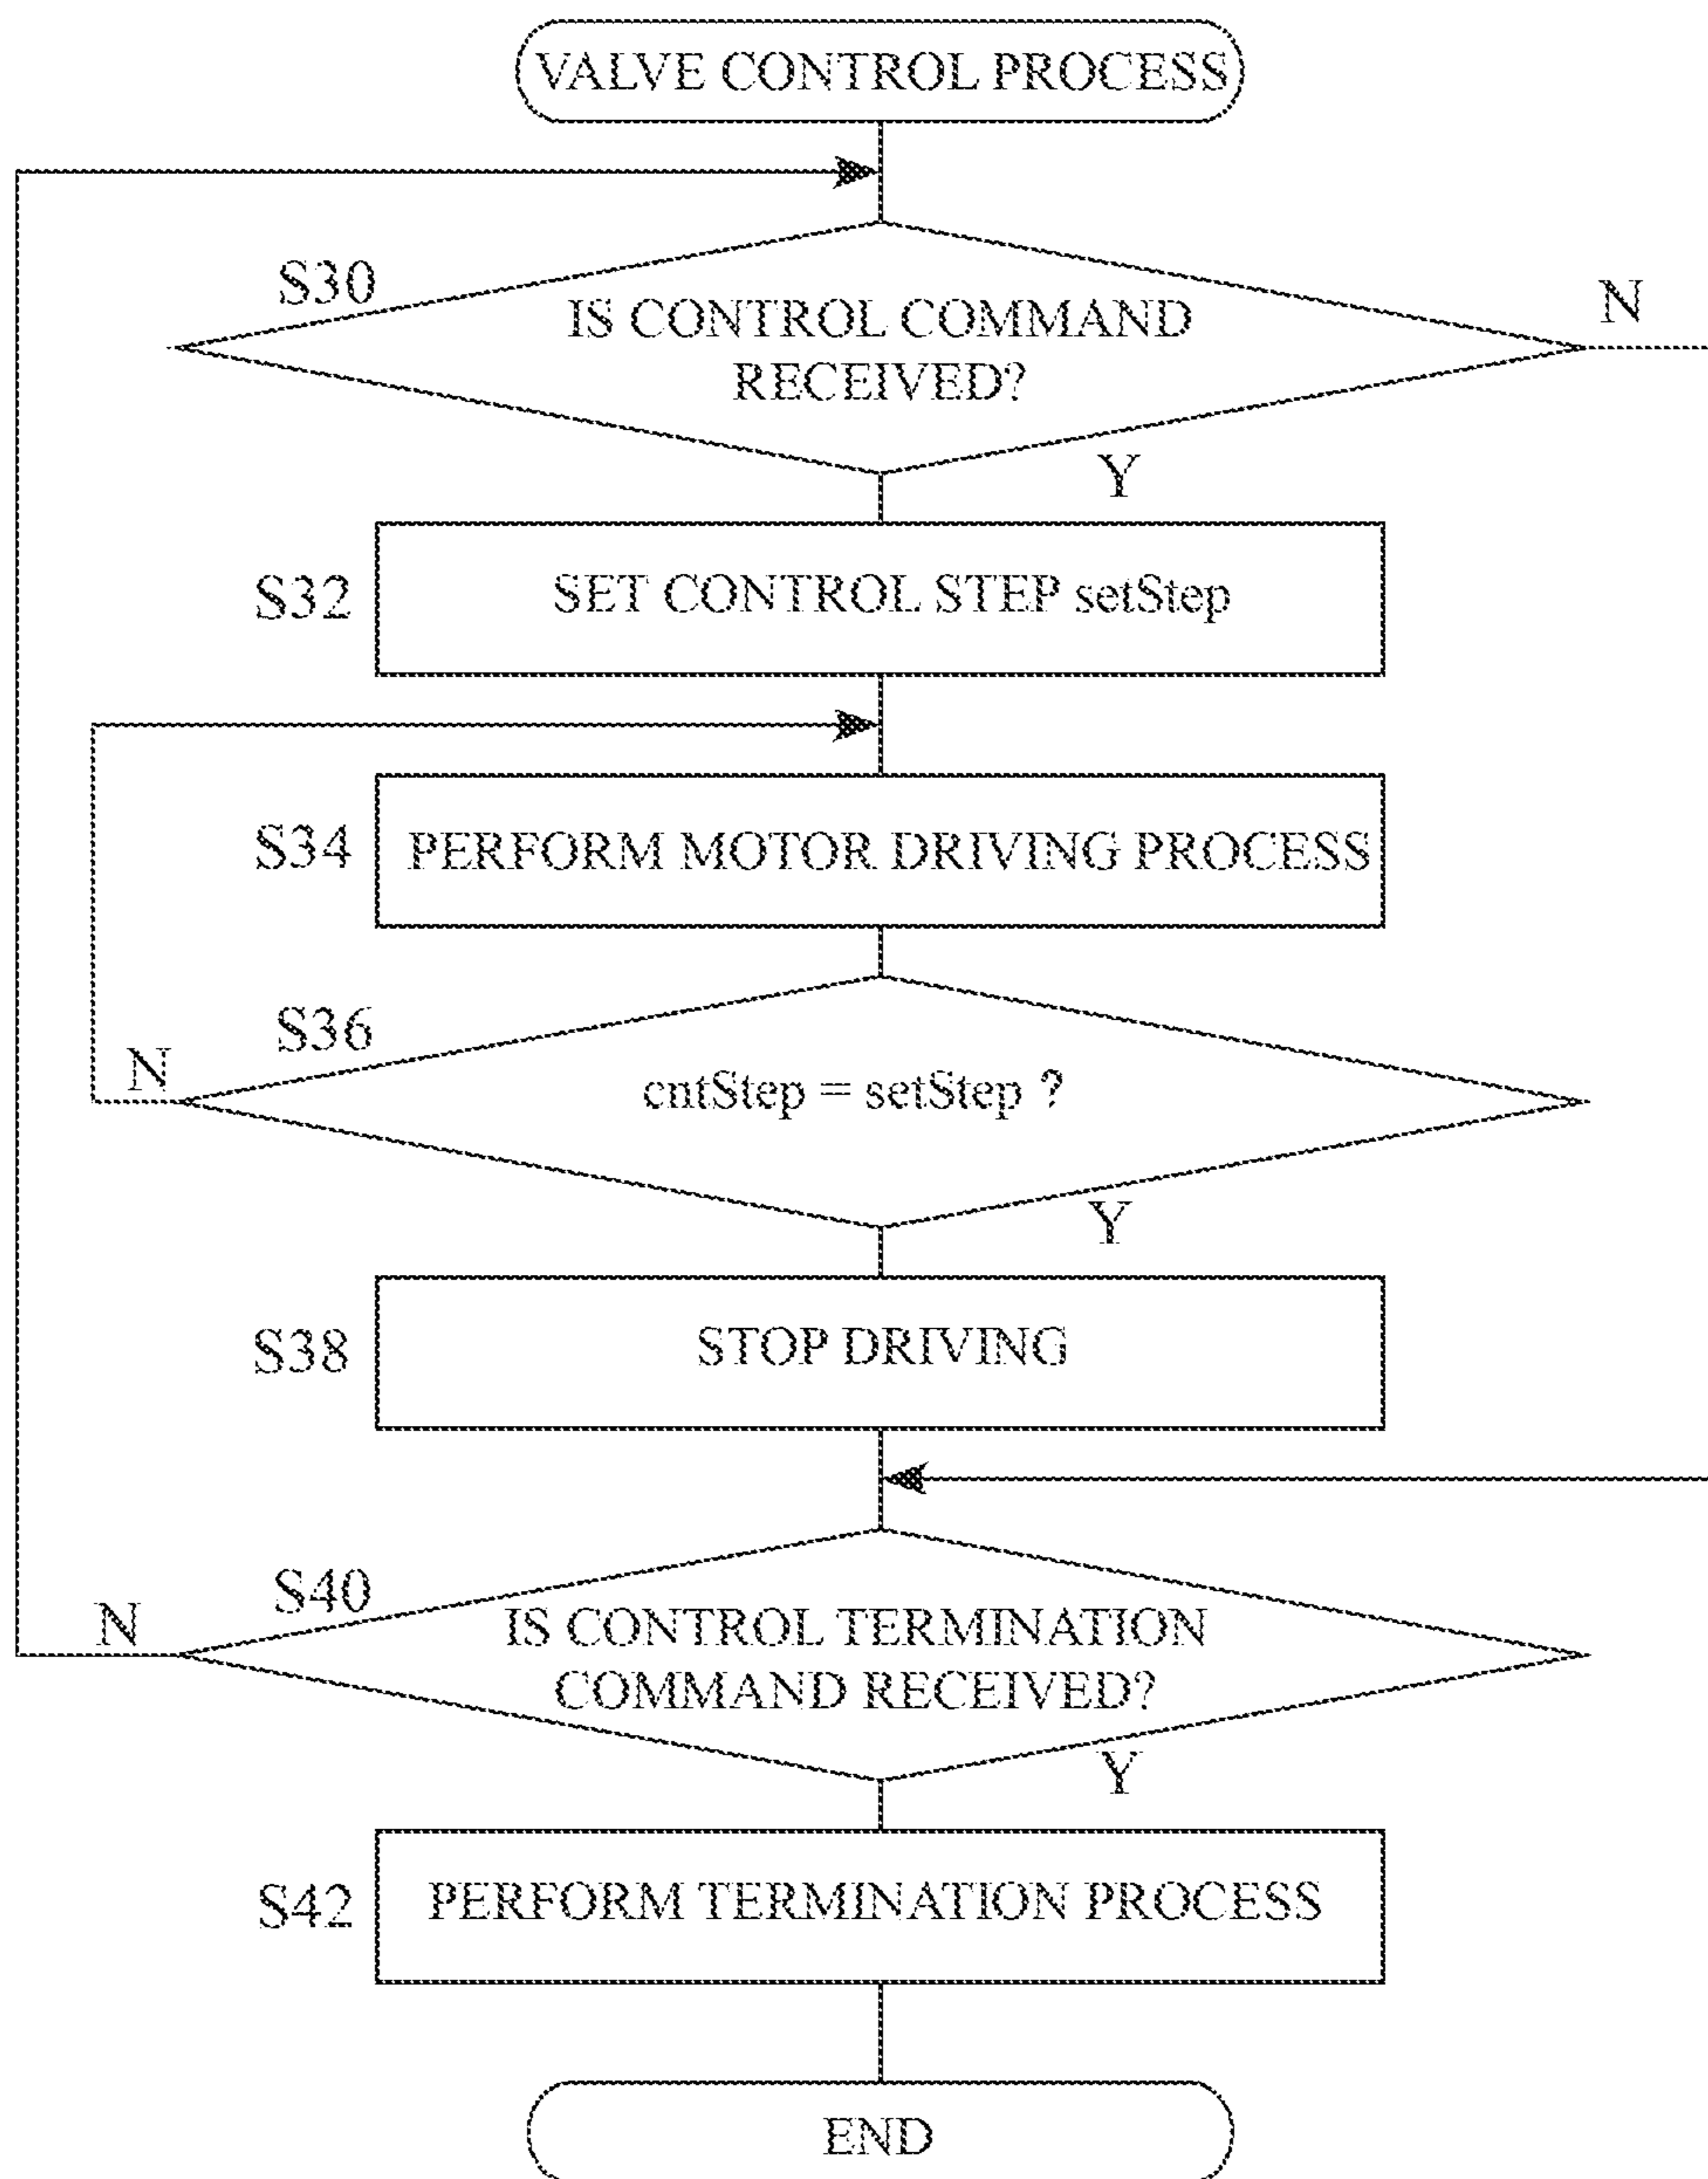 VALVE CONTROL PROCESS
S30
IS CONTROL COMMAND
RECEIVED?
N
Y
S32
SET CONTROL STEP setStep
S34
PERFORM MOTOR DRIVING PROCESS
S36
N
cntStep = setStep ?
Y
S38
STOP DRIVING
S40
N
IS CONTROL TERMINATION
COMMAND RECEIVED?
Y
S42
PERFORM TERMINATION PROCESS
END